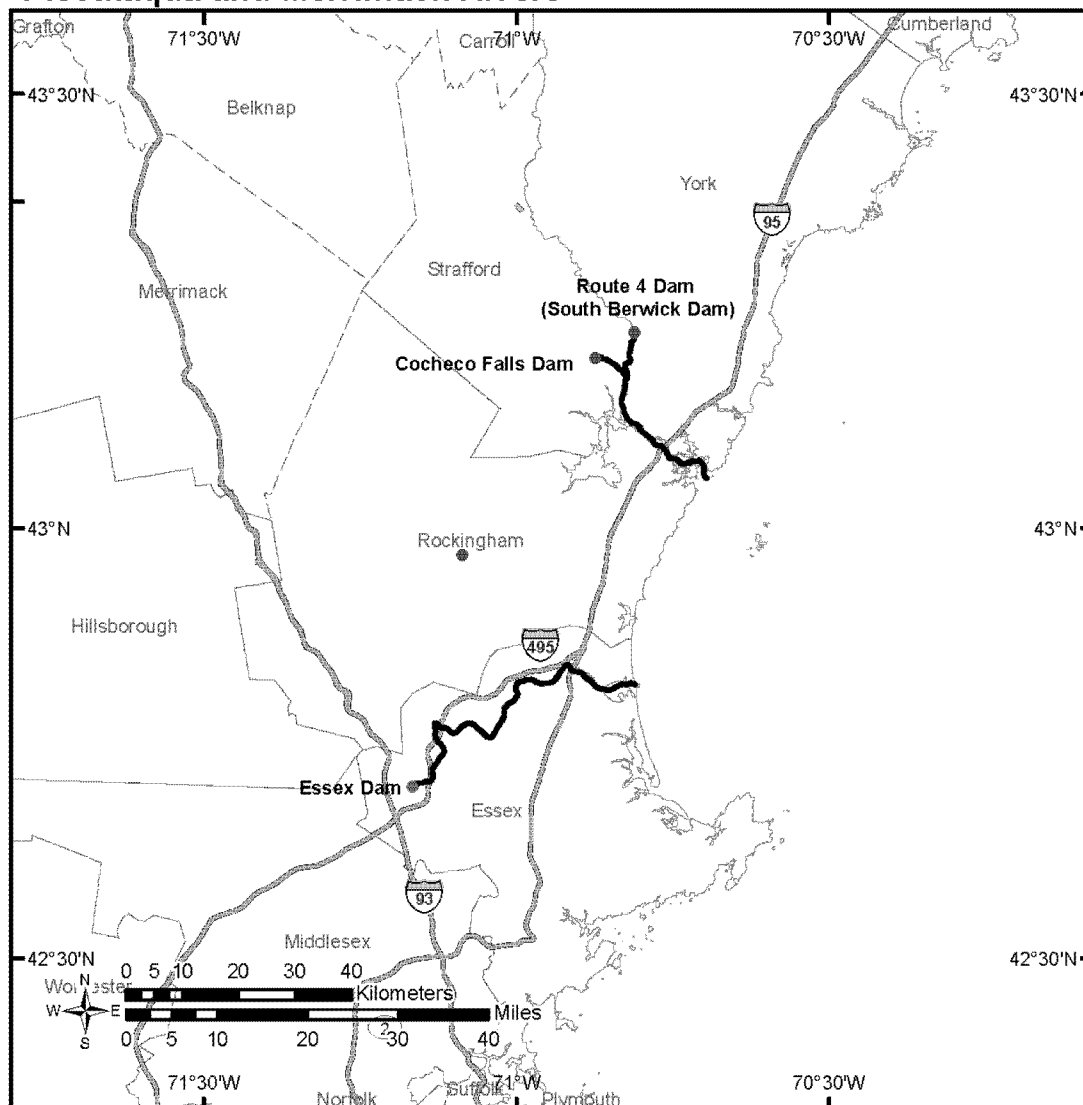 Grafton
71°30'W
Carroll
71°W
70°30'W
Cumberland
43°30'N
43°30'N
Belknap
York
95
Strafford
Merrimack
Route 4 Dam
(South Berwick Dam)
Cocheco Falls Dam
43°N
43°N
Rockingham
Hillsborough
495
Essex Dam
Essex
93
Middlesex
42°30'N
42°30'N
0 5 10 20 30 40
Kilometers
N
W E
S
Miles
0 5 10 20 30 40
2
71°30'W
71°W
70°30'W
Norfolk
Suffolk
Plymouth